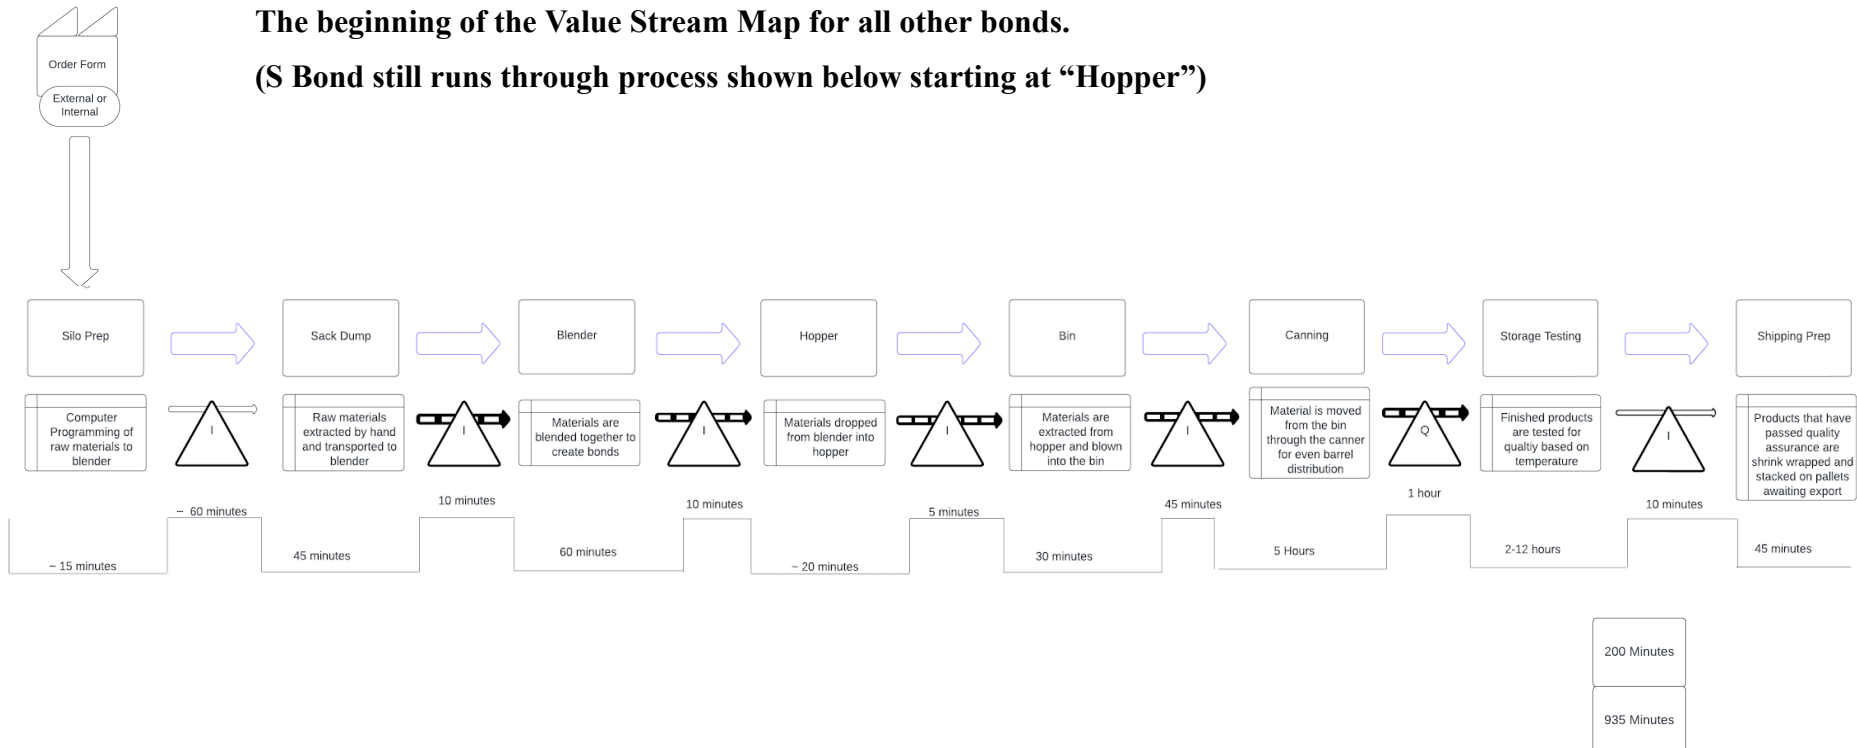 The beginning of the Value Stream Map for all other bonds.
(S Bond still runs through process shown below starting at “Hopper”)
Order Form
External or
Internal
Silo Prep
Sack Dump
Blender
Hopper
Bin
Canning
Storage Testing
Shipping Prep
Computer
Programming of
raw materials to
blender
I
Raw materials
extracted by hand
and transported to
blender
I
Materials are
blended together to
create bonds
I
Materials dropped
from blender into
hopper
I
Materials are
extracted from
hopper and blown
into the bin
I
Material is moved
from the bin
through the canner
for even barrel
distribution
Q
Finished products
are tested for
qualtiy based on
temperature
I
Products that have
passed quality
assurance are
shrink wrapped and
stacked on pallets
awaiting export
~ 60 minutes
10 minutes
10 minutes
5 minutes
45 minutes
1 hour
10 minutes
~ 15 minutes
45 minutes
60 minutes
~ 20 minutes
30 minutes
5 Hours
2-12 hours
45 minutes
200 Minutes
935 Minutes